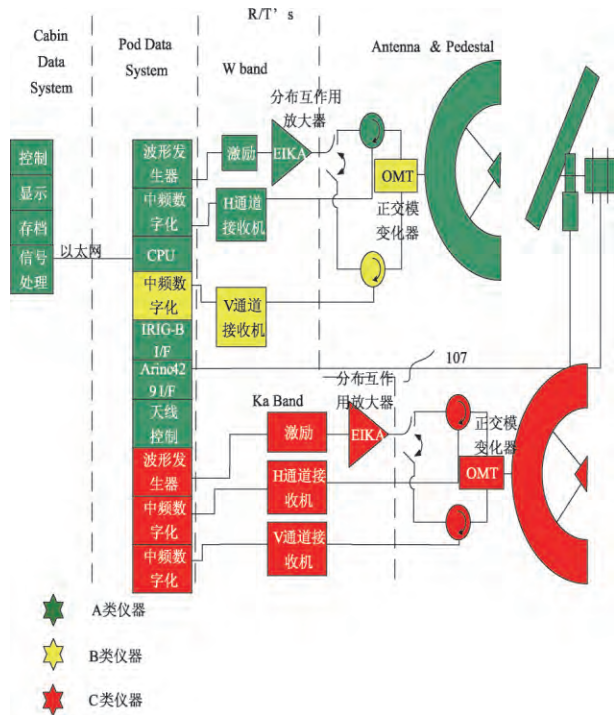 R/T's
Cabin
Data
System
Pod Data
System
W band
Antenna & Pedestal
分布互作用
放大器
控制
显示
存档
信号
处理
以太网
波形发
生器
中频数
字化
CPU
中频数
字化
IRIG-B
I/F
Arino42
9 I/F
天线
控制
波形发
生器
中频数
字化
中频数
字化
激励
EIKA
H通道
接收机
V通道
接收机
OMT
正交模
变化器
107
分布互作
用放大器
Ka Band
激励
EIKA
H通道接
收机
V通道接
收机
正交模
变化器
OMT
A类仪器
B类仪器
C类仪器